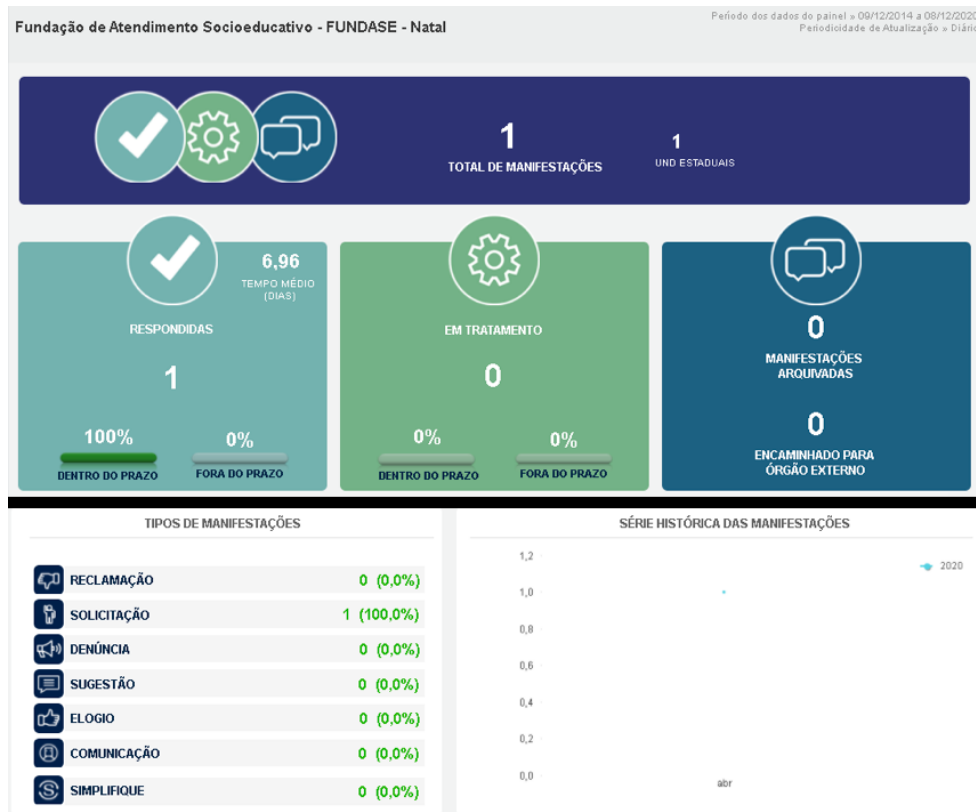 Fundação de Atendimento Socioeducativo - FUNDASE - Natal
Período dos dados do painel » 09/12/2014 a 08/12/2020
Periodicidade de Atualização » Diário
1
TOTAL DE MANIFESTAÇÕES
1
UND ESTADUAIS
6,96
TEMPO MÉDIO
(DIAS)
RESPONDIDAS
1
100%
DENTRO DO PRAZO
0%
FORA DO PRAZO
EM TRATAMENTO
0
0%
DENTRO DO PRAZO
0%
FORA DO PRAZO
0
MANIFESTAÇÕES
ARQUIVADAS
0
ENCAMINHADO PARA
ÓRGÃO EXTERNO
TIPOS DE MANIFESTAÇÕES
RECLAMAÇÃO 0 (0,0%)
SOLICITAÇÃO 1 (100,0%)
DENÚNCIA 0 (0,0%)
SUGESTÃO 0 (0,0%)
ELOGIO 0 (0,0%)
COMUNICAÇÃO 0 (0,0%)
SIMPLIFIQUE 0 (0,0%)
SÉRIE HISTÓRICA DAS MANIFESTAÇÕES
1,2
1,0
0,8
0,6
0,4
0,2
0,0
abr
2020